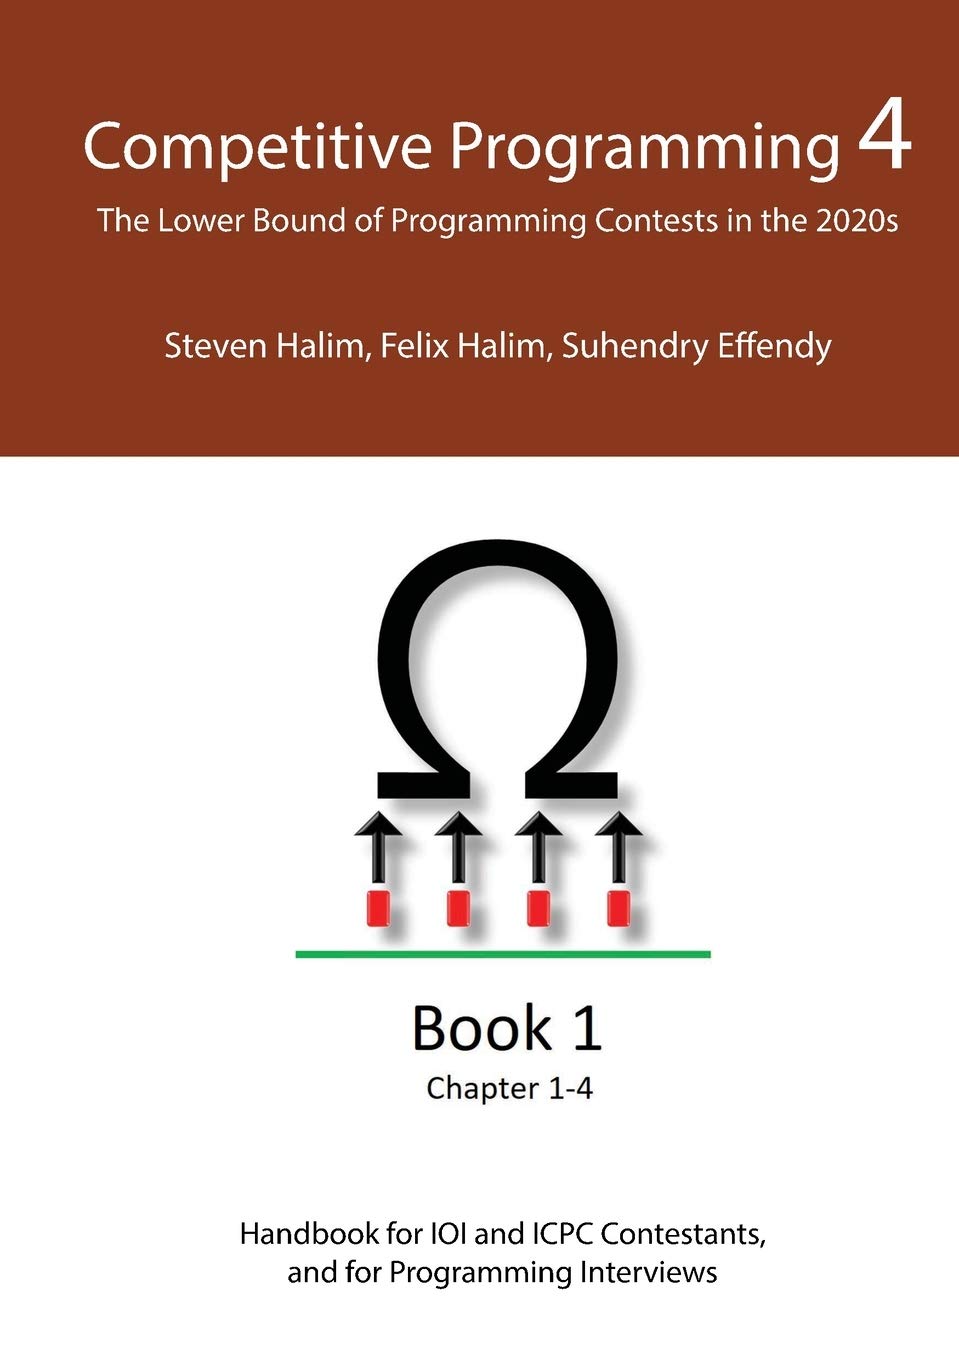 Competitive Programming 4
The Lower Bound of Programming Contests in the 2020s
Steven Halim, Felix Halim, Suhendry Effendy
Ω
Book 1
Chapter 1-4
Handbook for IOI and ICPC Contestants,
and for Programming Interviews